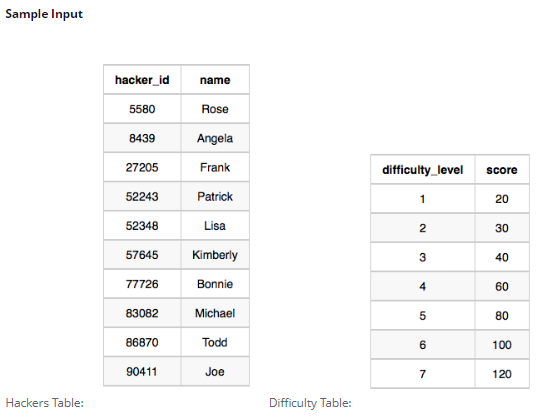 Sample Input
hacker_id name
5580 Rose
8439 Angela
27205 Frank
52243 Patrick
52348 Lisa
57645 Kimberly
77726 Bonnie
83082 Michael
86870 Todd
90411 Joe
Hackers Table:
difficulty_level score
1 20
2 30
3 40
4 60
5 80
6 100
7 120
Difficulty Table: